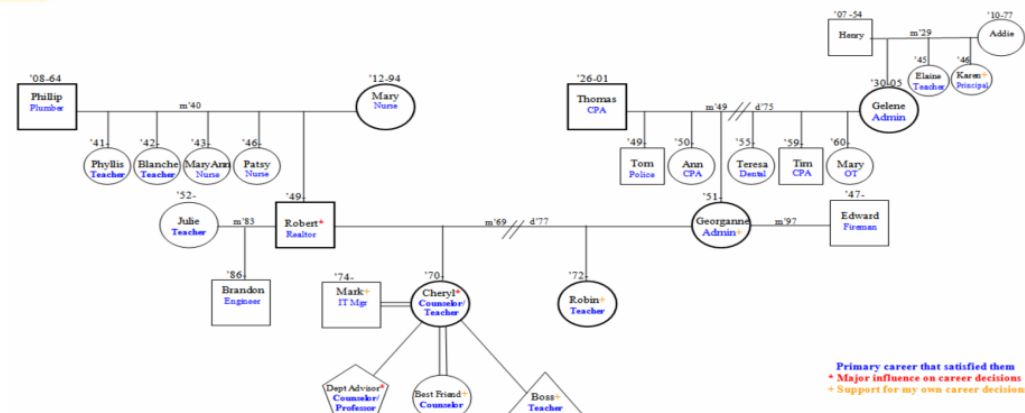 '07-54
'10-77
Henry
m'29
Addie
'45
Elaine
Teacher
'46
Karen+
Principal
'08-64
Phillip
Plumber
m'40
'12-94
Mary
Nurse
'26-01
Thomas
CPA
m'49
d'75
'30-05
Gelene
Admin
'41-
Phyllis
Teacher
'42-
Blanche
Teacher
'43-
MaryAnn
Nurse
'46-
Patsy
Nurse
'49-
Tom
Police
'50-
Ann
CPA
'55-
Teresa
Dental
'59-
Tim
CPA
'60-
Mary
OT
'52-
Julie
Teacher
m'83
'49-
Robert*
Realtor
m'69
d'77
'51-
Georganne
Admin+
m'97
'47-
Edward
Fireman
'86-
Brandon
Engineer
'74-
Mark+
IT Mgr
'70-
Cheryl*
Counselor/
Teacher
'72-
Robin+
Teacher
Dept Advisor*
Counselor/
Professor
Best Friend+
Counselor
Boss+
Teacher
Primary career that satisfied them
* Major influence on career decisions
+ Support for my own career decision